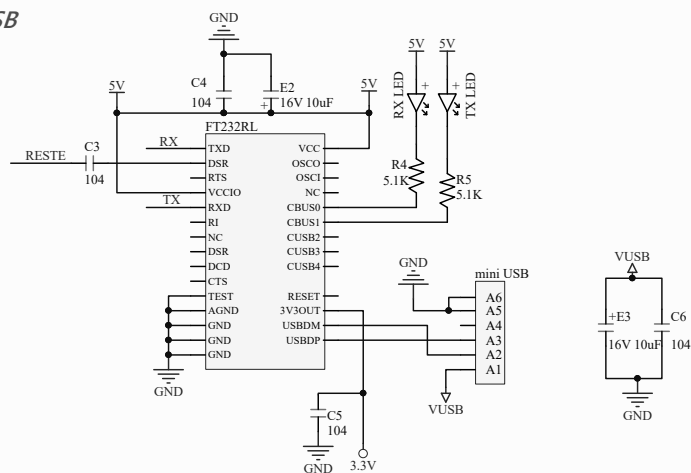 SB
GND
C4
104
E2
16V 10uF
+
5V
5V
5V
5V
RX LED
+
TX LED
+
FT232RL
RX
RESTE
C3
104
TX
TXD
DSR
RTS
VCCIO
RXD
RI
NC
DSR
DCD
CTS
TEST
AGND
GND
GND
GND
VCC
OSCO
OSCI
NC
CBUS0
CBUS1
CUSB2
CUSB3
CUSB4
RESET
3V3OUT
USBDM
USBDP
R4
5.1K
R5
5.1K
GND
mini USB
A6
A5
A4
A3
A2
A1
VUSB
GND
C5
104
GND
3.3V
VUSB
+E3
16V 10uF
C6
104
GND